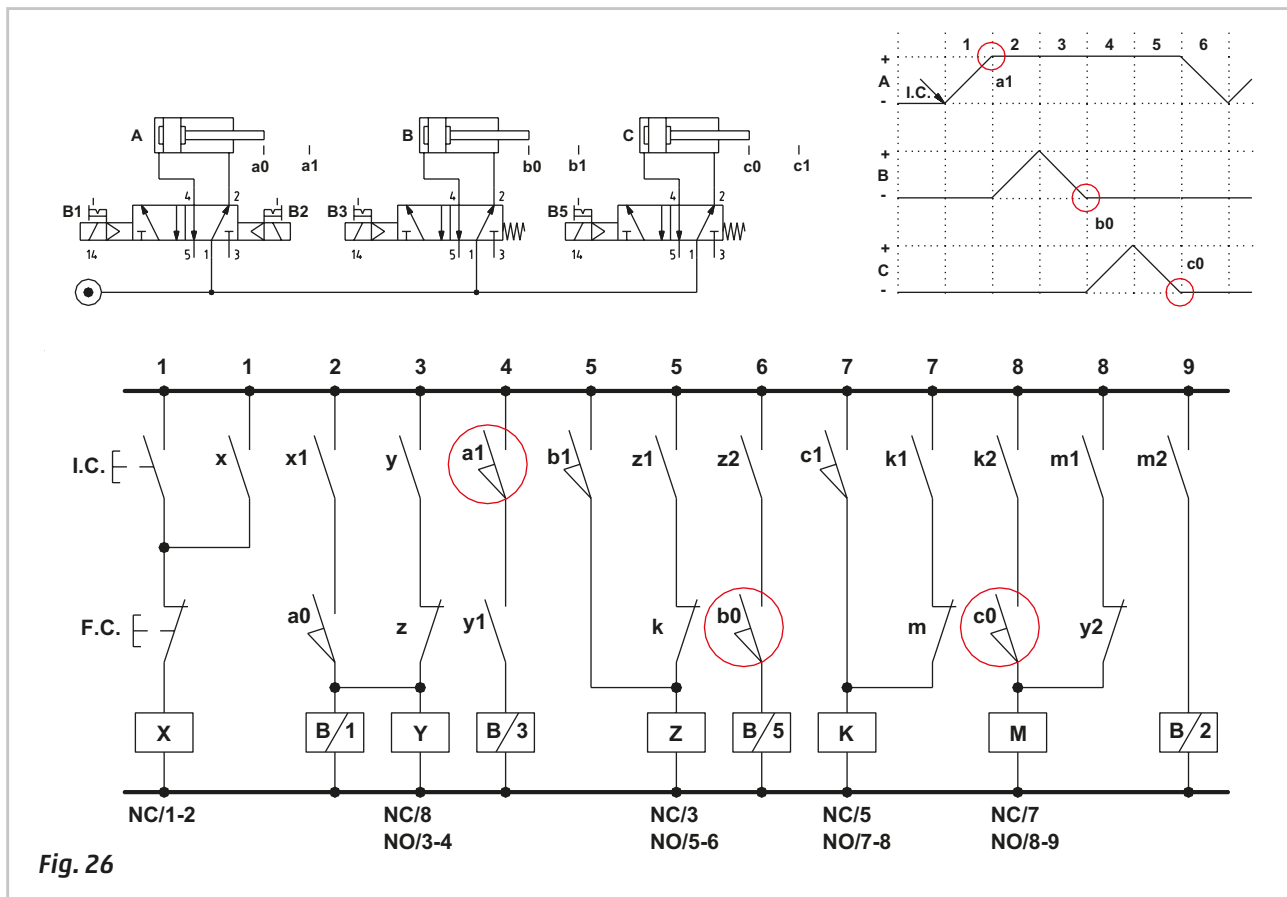 1 2 3 4 5 6
+
A
-
I.C.
a1
+
B
-
b0
+
C
-
c0
A
a0 a1
B
b0 b1
C
c0 c1
4 2
B1 B2
14 5 1 3
4 2
B3
14 5 1 3
4 2
B5
14 5 1 3
1 1 2 3 4 5 5 6 7 7 8 8 9
I.C. x x1 y a1 b1 z1 z2 c1 k1 k2 m1 m2
F.C. a0 z y1 k b0 m c0 y2
X B/1 Y B/3 Z B/5 K M B/2
NC/1-2 NC/8 NC/3 NC/5 NC/7
NO/3-4 NO/5-6 NO/7-8 NO/8-9
Fig. 26